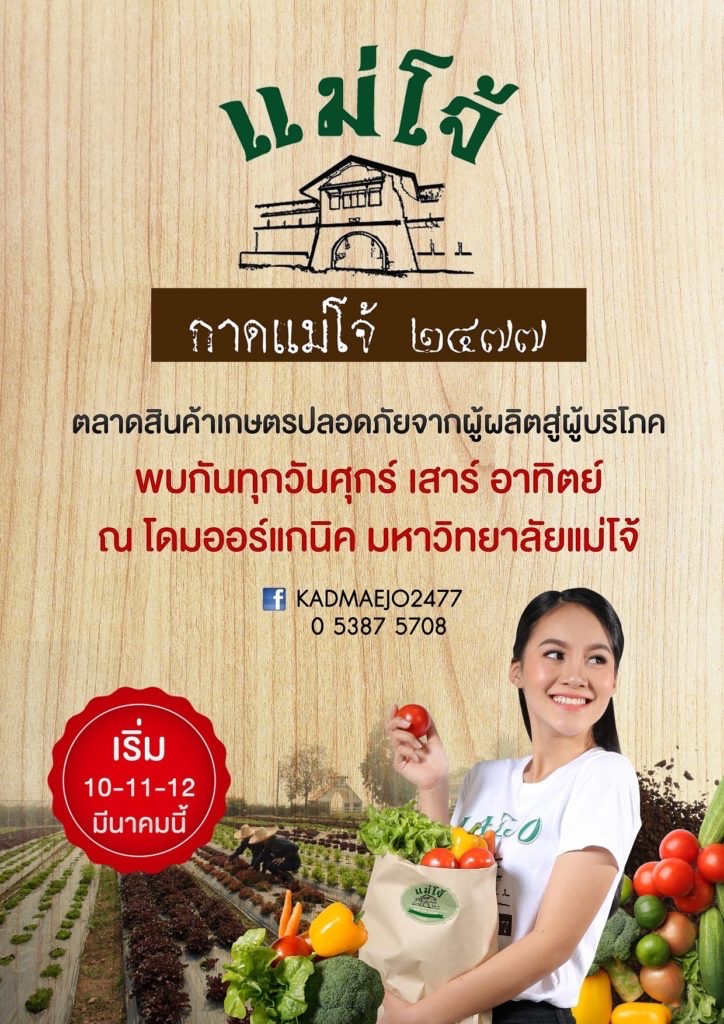 แม่โจ้
กาดแม่โจ้ ๒๔๗๗
ตลาดสินค้าเกษตรปลอดภัยจากผู้ผลิตสู่ผู้บริโภค
พบกันทุกวันศุกร์ เสาร์ อาทิตย์
ณ โดมออร์แกนิค มหาวิทยาลัยแม่โจ้
KADMAEJO2477
0 5387 5708
เริ่ม
10-11-12
มีนาคมนี้
แม่โจ้